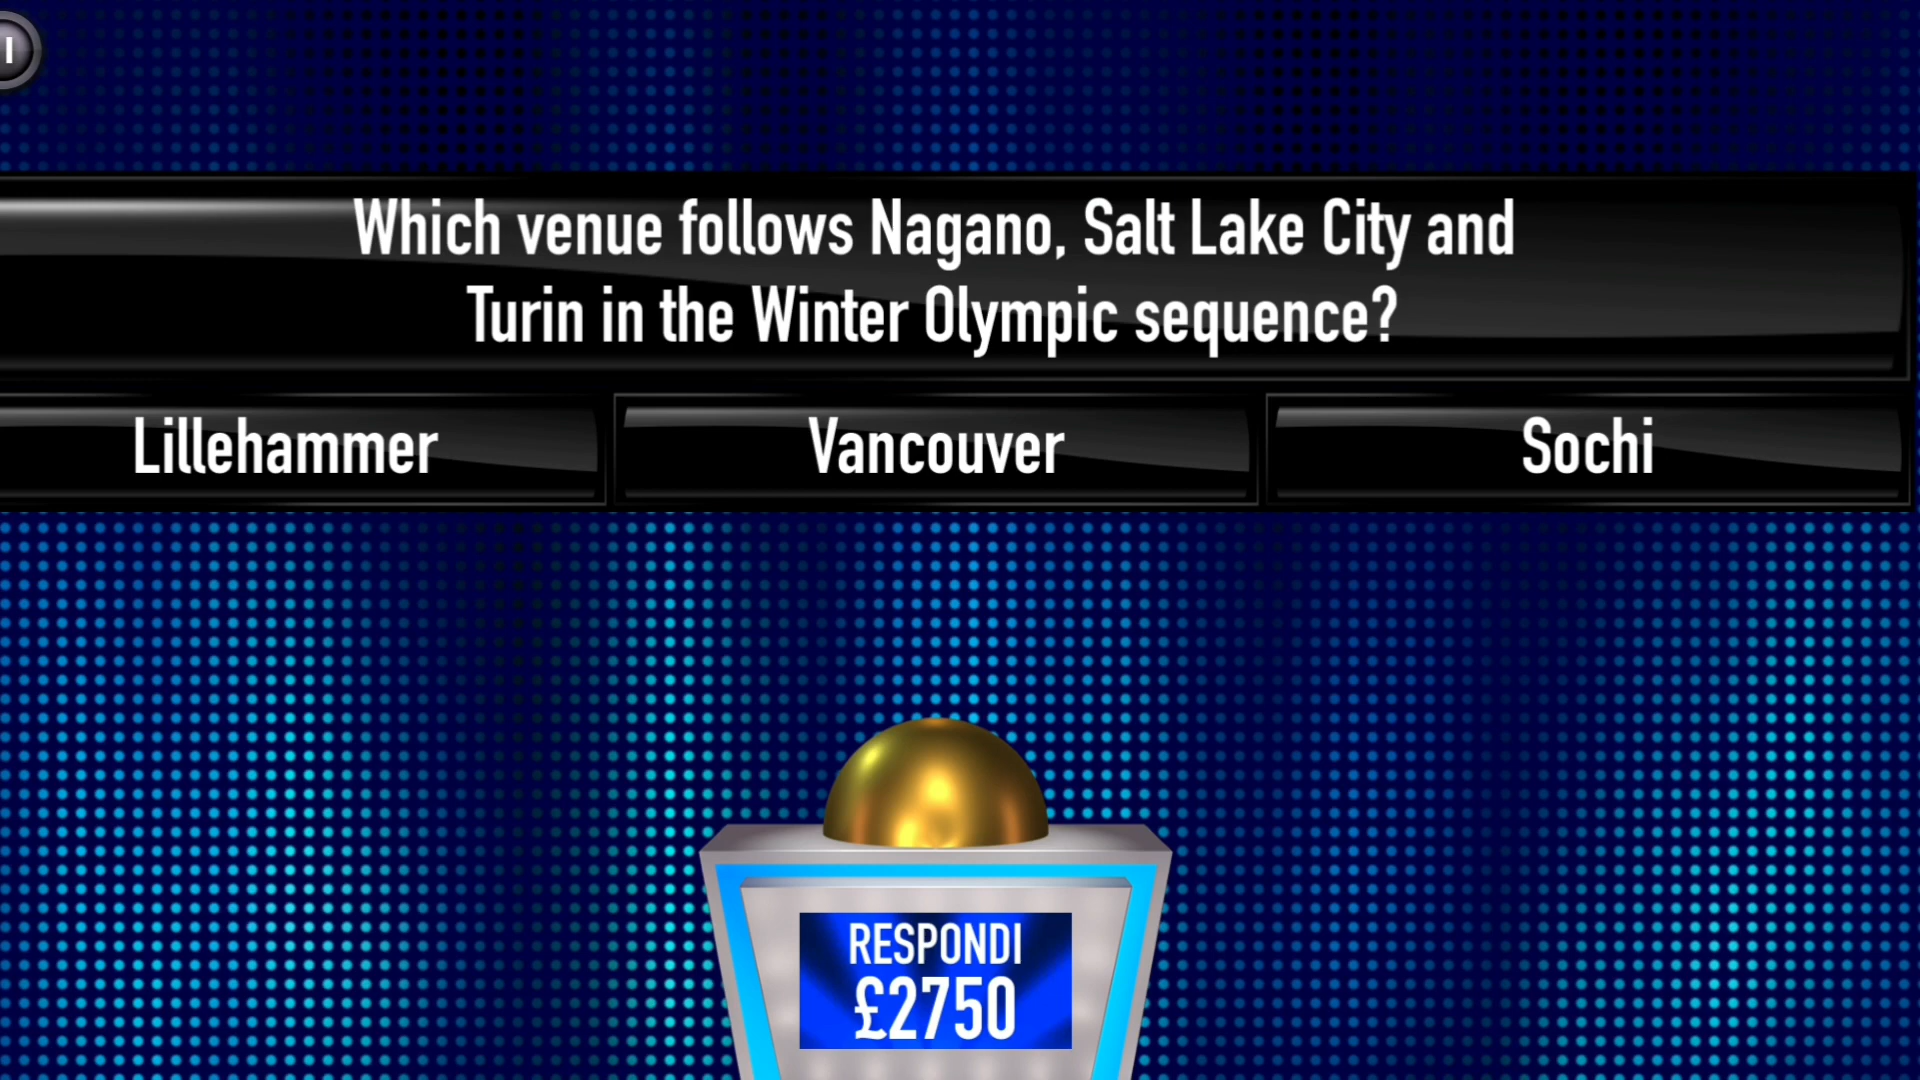 I
Which venue follows Nagano, Salt Lake City and
Turin in the Winter Olympic sequence?
Lillehammer
Vancouver
Sochi
RESPONDI
£2750